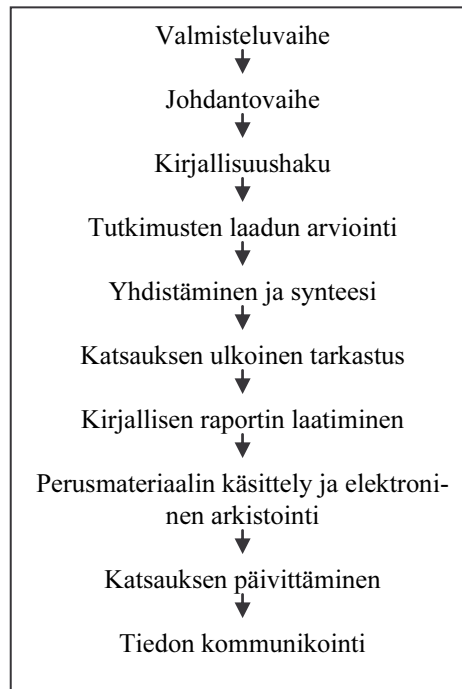 Valmisteluvaihe
Johdantovaihe
Kirjallisuushaku
Tutkimusten laadun arviointi
Yhdistäminen ja synteesi
Katsauksen ulkoinen tarkastus
Kirjallisen raportin laatiminen
Perusmateriaalin käsittely ja elektroni-
nen arkistointi
Katsauksen päivittäminen
Tiedon kommunikointi